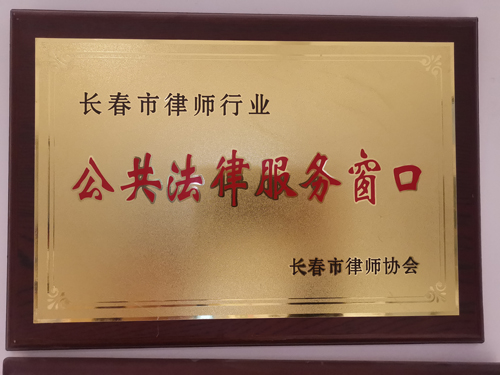 长春市律师行业
公共法律服务窗口
长春市律师协会